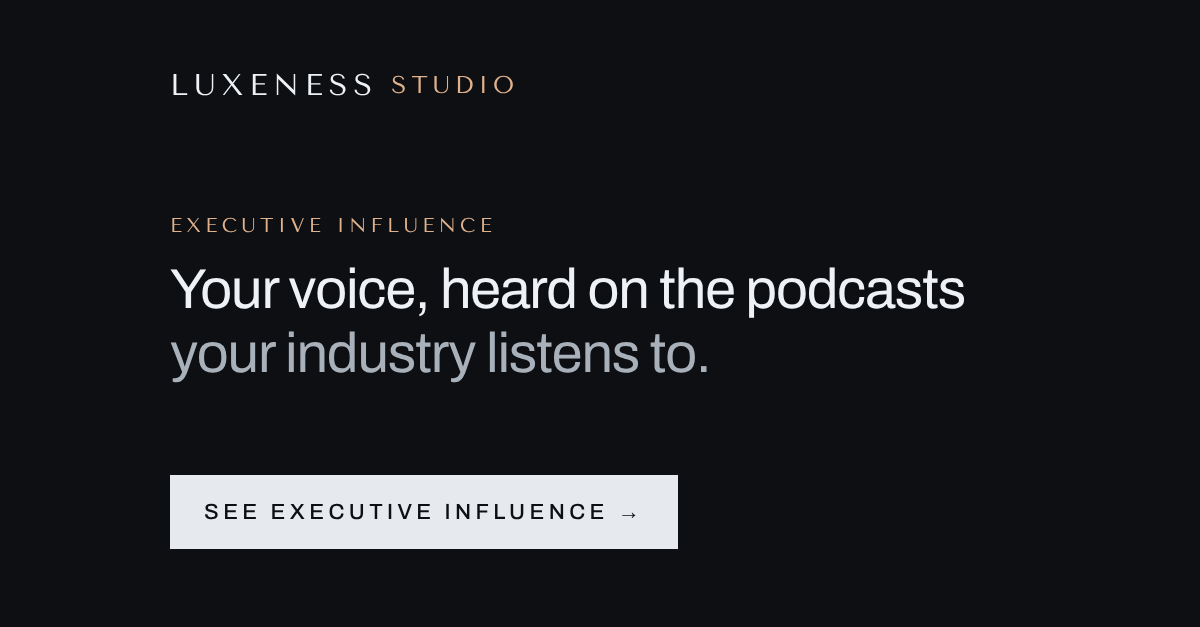 LUXENESS STUDIO
EXECUTIVE INFLUENCE
Your voice, heard on the podcasts
your industry listens to.
SEE EXECUTIVE INFLUENCE →